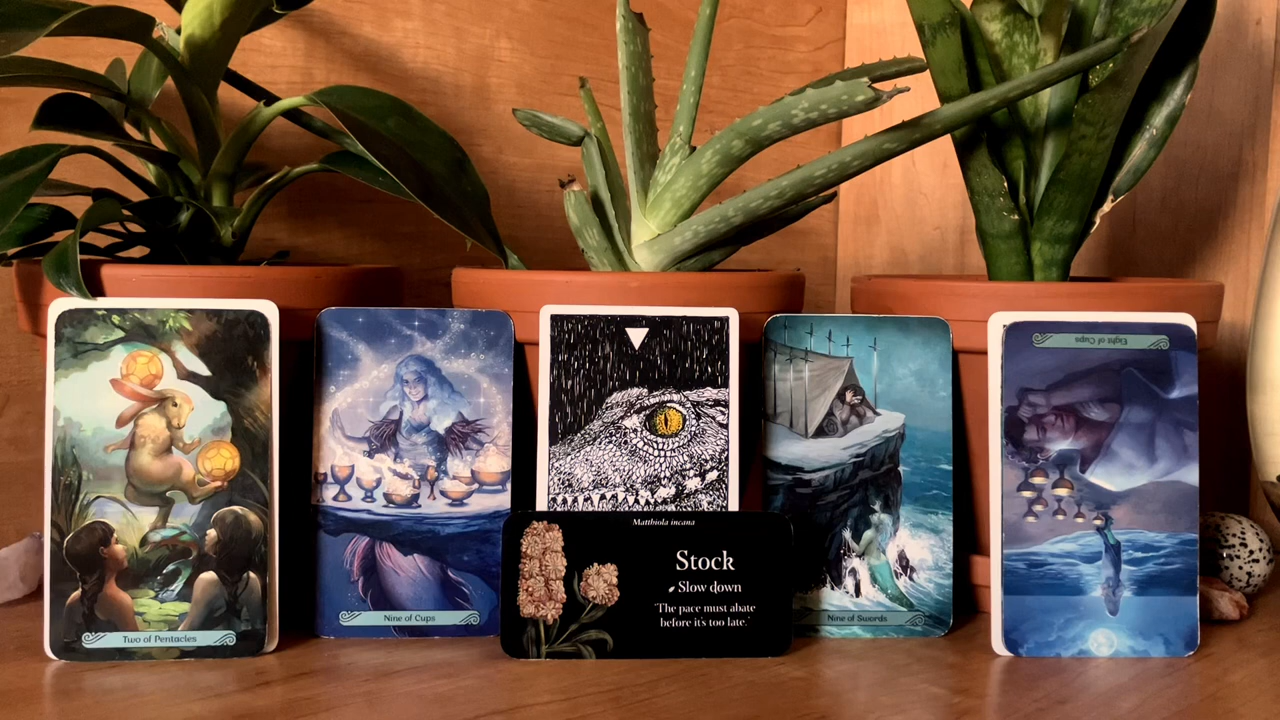 Two of Pentacles
Nine of Cups
Matthiola incana
Stock
Slow down
'The pace must abate
before it's too late.'
Nine of Swords
Eight of Cups